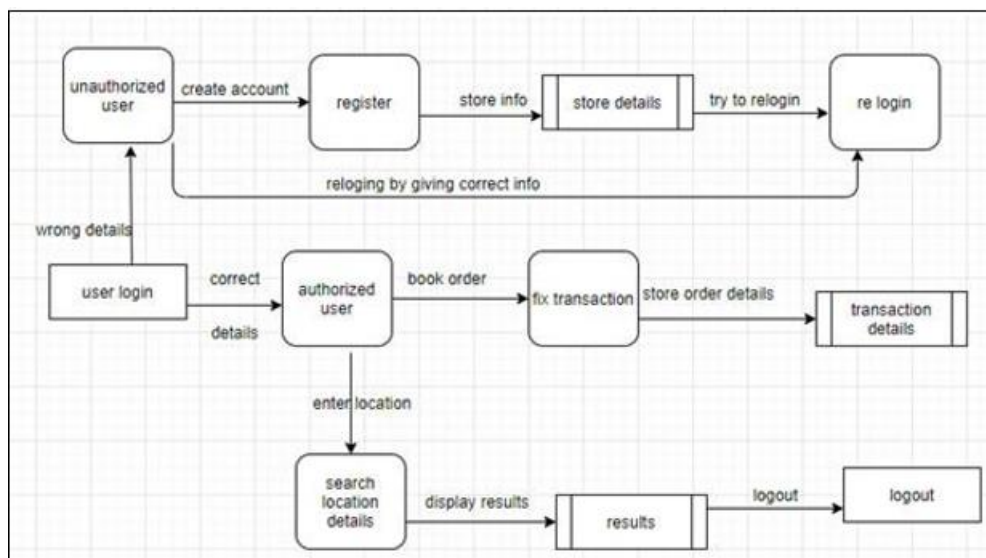 unauthorized
user
create account
register
store info
store details
try to relogin
re login
reloging by giving correct info
wrong details
user login
correct
details
authorized
user
book order
fix transaction
store order details
transaction
details
enter location
search
location
details
display results
results
logout
logout